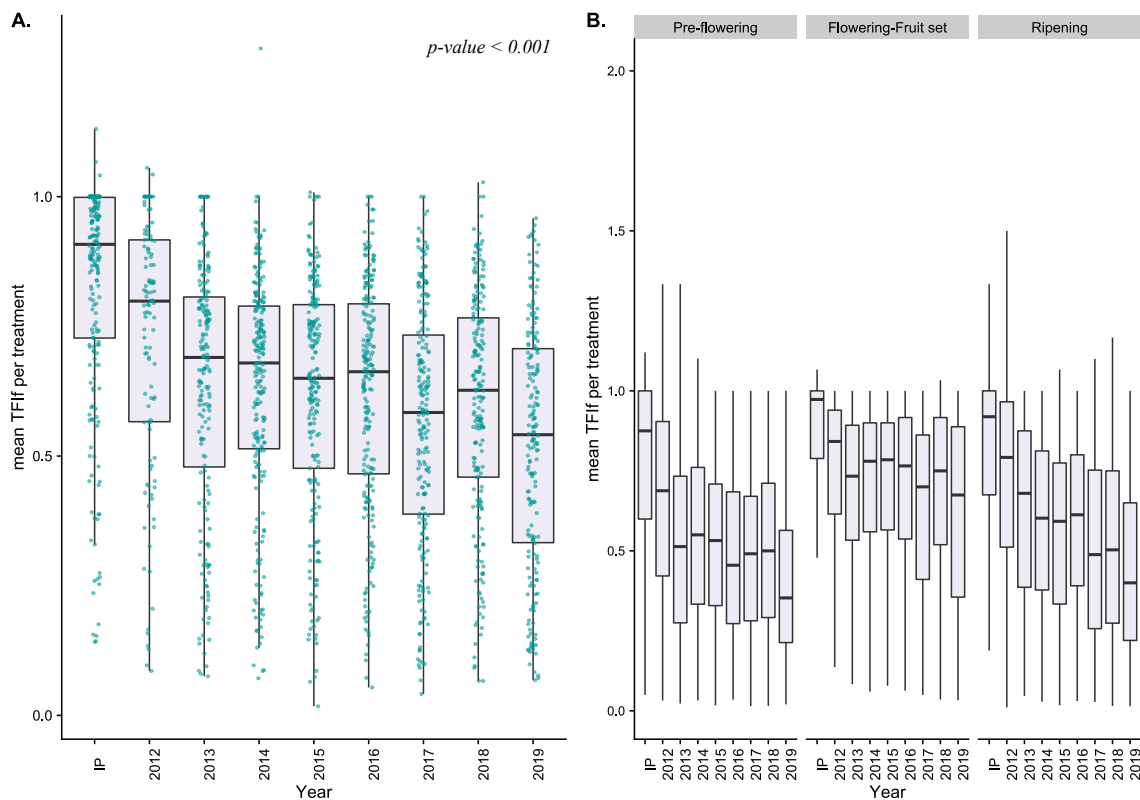 A.
p-value < 0.001
mean TFIf per treatment
1.0
0.5
0.0
IP
2012
2013
2014
2015
2016
2017
2018
2019
Year
B.
Pre-flowering
Flowering-Fruit set
Ripening
mean TFIf per treatment
2.0
1.5
1.0
0.5
0.0
IP
2012
2013
2014
2015
2016
2017
2018
2019
IP
2012
2013
2014
2015
2016
2017
2018
2019
IP
2012
2013
2014
2015
2016
2017
2018
2019
Year